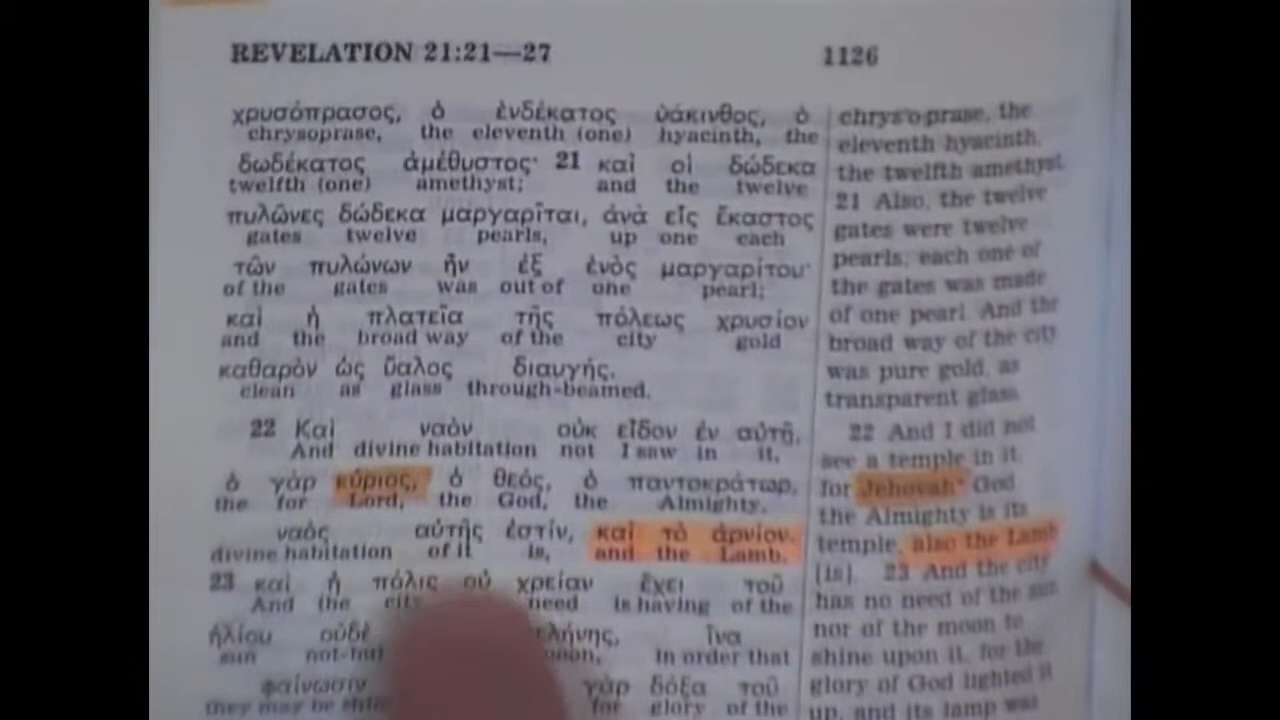 REVELATION 21:21—27 1126
χρυσόπρασος, ὁ ἑνδέκατος ὑάκινθος, ὁ
chrysoprase, the eleventh (one) hyacinth, the
δωδέκατος ἀμέθυστος· 21 καὶ οἱ δώδεκα
twelfth (one) amethyst; and the twelve
πυλῶνες δώδεκα μαργαρῖται, ἀνὰ εἷς ἕκαστος
gates twelve pearls, up one each
τῶν πυλώνων ἦν ἐξ ἑνὸς μαργαρίτου·
of the gates was out of one pearl;
καὶ ἡ πλατεῖα τῆς πόλεως χρυσίον
and the broad way of the city gold
καθαρὸν ὡς ὕαλος διαυγής.
clean as glass through-beamed.
22 Καὶ ναὸν οὐκ εἶδον ἐν αὐτῇ,
And divine habitation not I saw in it,
ὁ γὰρ κύριος, ὁ θεός, ὁ παντοκράτωρ,
the for Lord, the God, the Almighty,
ναὸς αὐτῆς ἐστίν, καὶ τὸ ἀρνίον.
divine habitation of it is, and the Lamb.
23 καὶ ἡ πόλις οὐ χρείαν ἔχει τοῦ
And the city need is having of the
ἡλίου οὐδὲ ἵνα
sun not-but in order that
φαίνωσιν γὰρ δόξα τοῦ
they may be for glory of the
chrys′o·prase, the
eleventh hyacinth,
the twelfth amethyst.
21 Also, the twelve
gates were twelve
pearls; each one of
the gates was made
of one pearl. And the
broad way of the city
was pure gold, as
transparent glass.
22 And I did not
see a temple in it,
for Jehovah* God
the Almighty is its
temple, also the Lamb
[is]. 23 And the city
has no need of the sun
nor of the moon to
shine upon it, for the
glory of God lighted it
up, and its lamp was